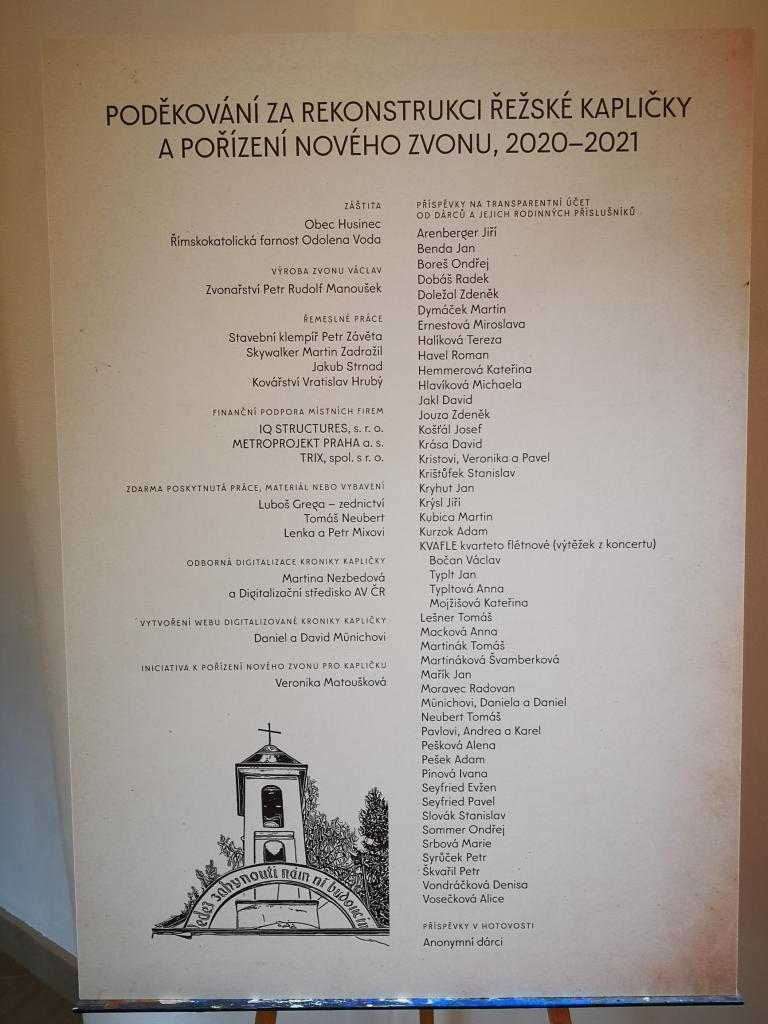 PODĚKOVÁNÍ ZA REKONSTRUKCI ŘEŽSKÉ KAPLIČKY
A POŘÍZENÍ NOVÉHO ZVONU, 2020–2021
ZÁŠTITA
Obec Husinec
Římskokatolická farnost Odolena Voda
VÝROBA ZVONU VÁCLAV
Zvonařství Petr Rudolf Manoušek
ŘEMESLNÉ PRÁCE
Stavební klempíř Petr Závěta
Skywalker Martin Zadražil
Jakub Strnad
Kovářství Vratislav Hrubý
FINANČNÍ PODPORA MÍSTNÍCH FIREM
IQ STRUCTURES, s. r. o.
METROPROJEKT PRAHA a. s.
TRIX, spol. s r. o.
ZDARMA POSKYTNUTÁ PRÁCE, MATERIÁL NEBO VYBAVENÍ
Luboš Grega – zednictví
Tomáš Neubert
Lenka a Petr Mixovi
ODBORNÁ DIGITALIZACE KRONIKY KAPLIČKY
Martina Nezbedová
a Digitalizační středisko AV ČR
VYTVOŘENÍ WEBU DIGITALIZOVANÉ KRONIKY KAPLIČKY
Daniel a David Münichovi
INICIATIVA K POŘÍZENÍ NOVÉHO ZVONU PRO KAPLIČKU
Veronika Matoušková
edej zahynouti nám ni budoucím
PŘÍSPĚVKY NA TRANSPARENTNÍ ÚČET
OD DÁRCŮ A JEJICH RODINNÝCH PŘÍSLUŠNÍKŮ
Arenberger Jiří
Benda Jan
Boreš Ondřej
Dobáš Radek
Doležal Zdeněk
Dymáček Martin
Ernestová Miroslava
Halíková Tereza
Havel Roman
Hemmerová Kateřina
Hlavíková Michaela
Jakl David
Jouza Zdeněk
Košťál Josef
Krása David
Kristovi, Veronika a Pavel
Krištůfek Stanislav
Kryhut Jan
Krýsl Jiří
Kubica Martin
Kurzok Adam
KVAFLE kvarteto flétnové (výtěžek z koncertu)
Bočan Václav
Typlt Jan
Typltová Anna
Mojžišová Kateřina
Lešner Tomáš
Macková Anna
Martinák Tomáš
Martináková Švamberková
Mařík Jan
Moravec Radovan
Münichovi, Daniela a Daniel
Neubert Tomáš
Pavlovi, Andrea a Karel
Pešková Alena
Pešek Adam
Pínová Ivana
Seyfried Evžen
Seyfried Pavel
Slovák Stanislav
Sommer Ondřej
Srbová Marie
Syrůček Petr
Škvařil Petr
Vondráčková Denisa
Vosečková Alice
PŘÍSPĚVKY V HOTOVOSTI
Anonymní dárci